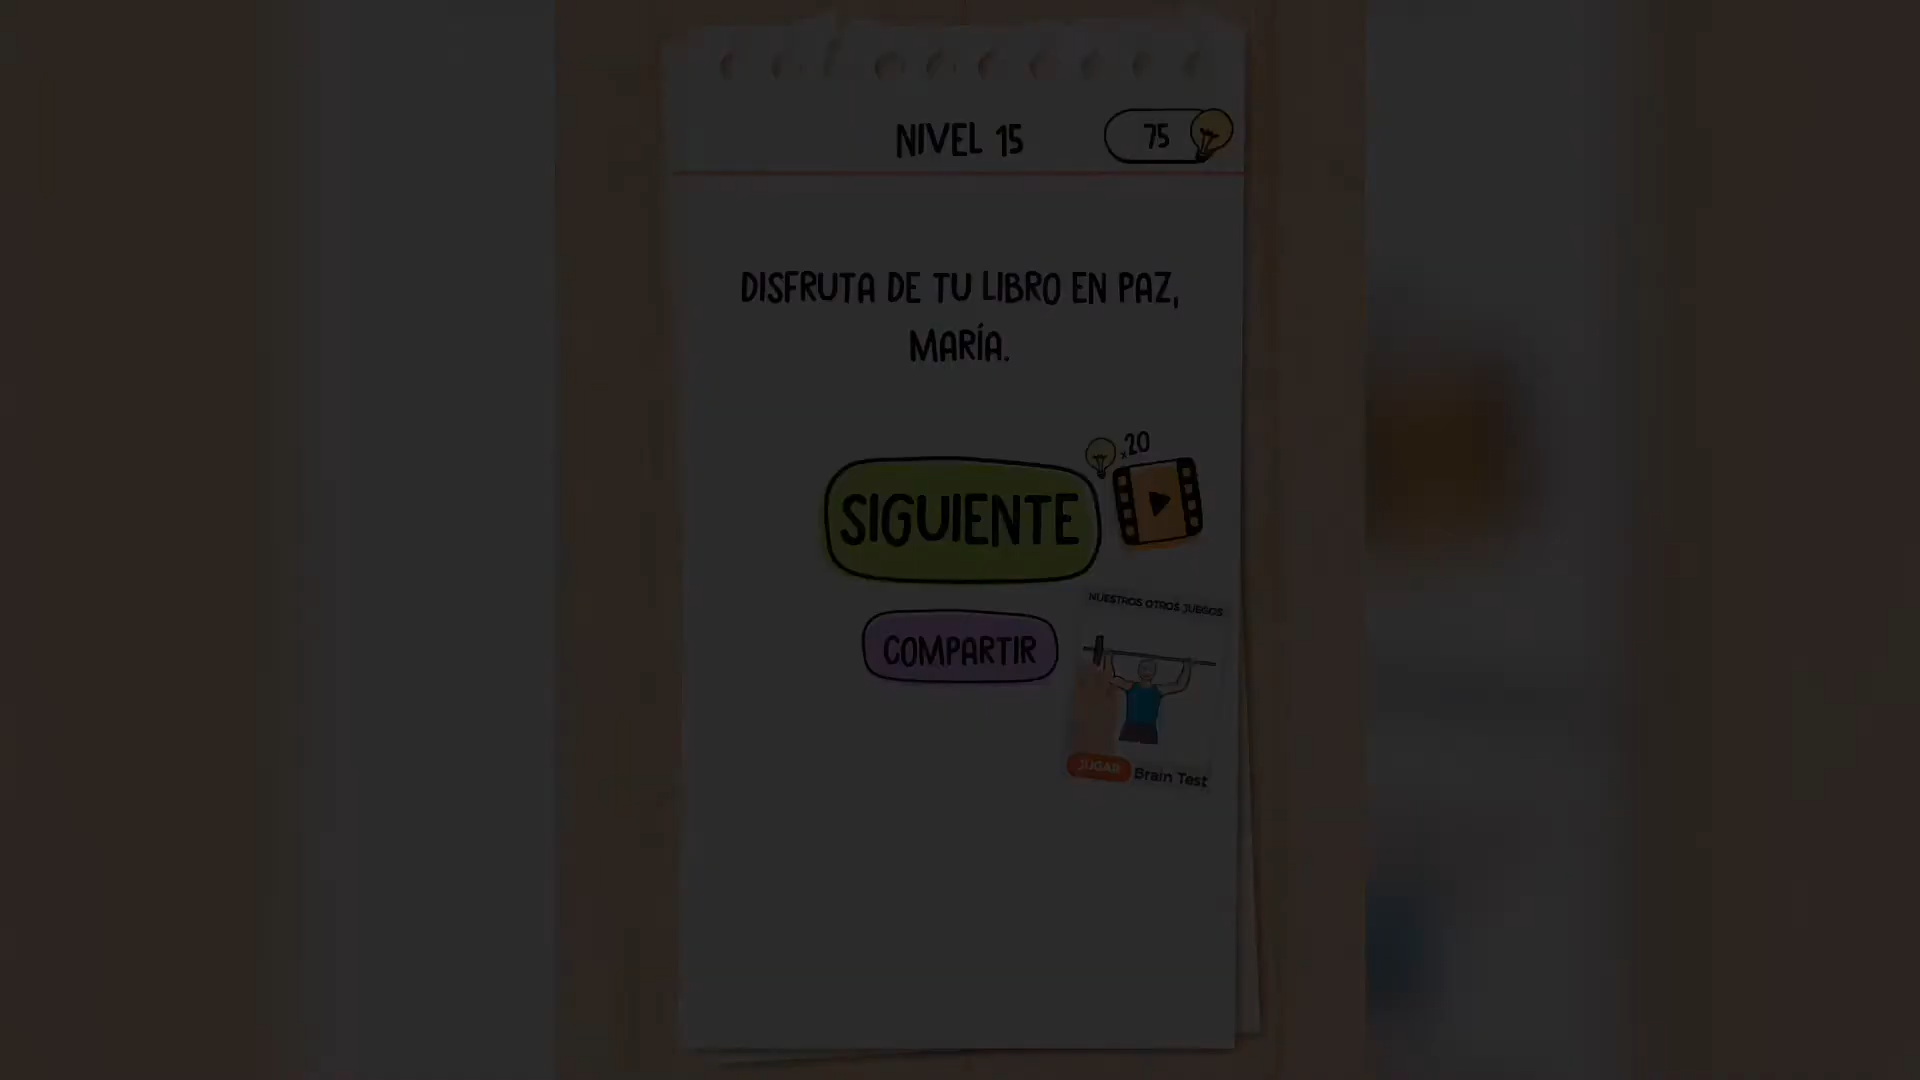 NIVEL 15
75
DISFRUTA DE TU LIBRO EN PAZ,
MARÍA.
x20
SIGUIENTE
NUESTROS OTROS JUEGOS
COMPARTIR
JUGAR
Brain Test